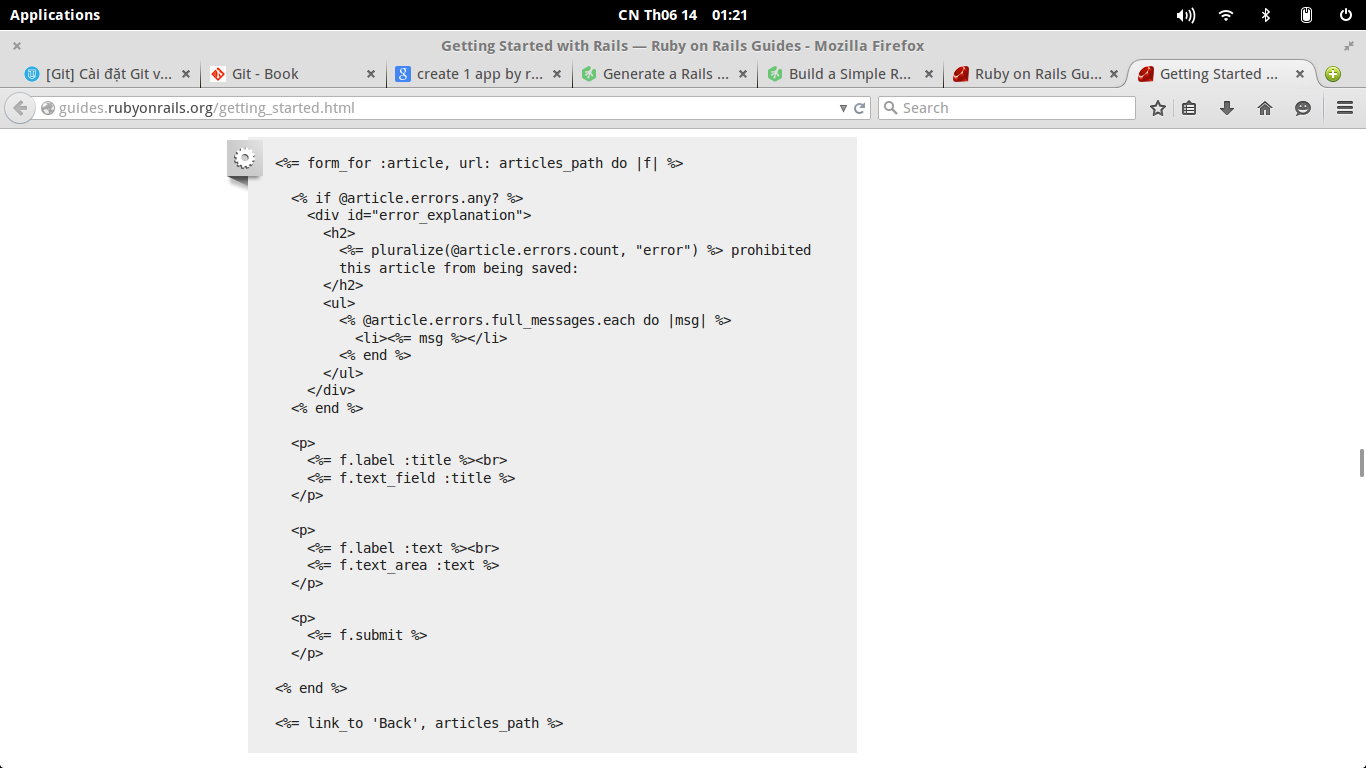 Applications
CN Th06 14 01:21
Getting Started with Rails — Ruby on Rails Guides - Mozilla Firefox
[Git] Cài đặt Git v...
Git - Book
create 1 app by r...
Generate a Rails ...
Build a Simple R...
Ruby on Rails Gu...
Getting Started ...
guides.rubyonrails.org/getting_started.html
Search
<%= form_for :article, url: articles_path do |f| %>
<% if @article.errors.any? %>
<div id="error_explanation">
<h2>
<%= pluralize(@article.errors.count, "error") %> prohibited
this article from being saved:
</h2>
<ul>
<% @article.errors.full_messages.each do |msg| %>
<li><%= msg %></li>
<% end %>
</ul>
</div>
<% end %>
<p>
<%= f.label :title %><br>
<%= f.text_field :title %>
</p>
<p>
<%= f.label :text %><br>
<%= f.text_area :text %>
</p>
<p>
<%= f.submit %>
</p>
<% end %>
<%= link_to 'Back', articles_path %>